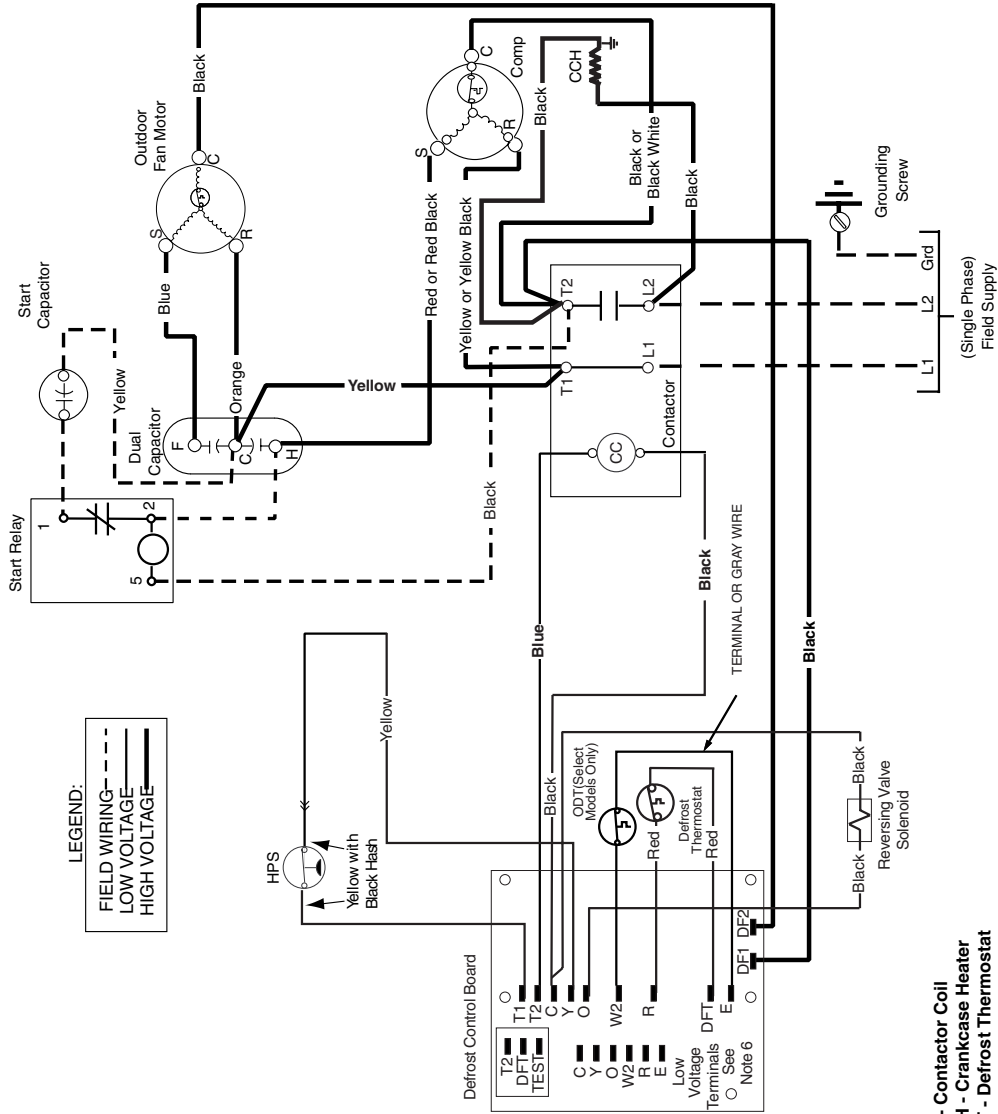 LEGEND:
FIELD WIRING
LOW VOLTAGE
HIGH VOLTAGE
Start Relay
1
2
5
Start
Capacitor
Yellow
Dual
Capacitor
F
C
H
Blue
Orange
Outdoor
Fan Motor
S
R
C
Black
Comp
S
R
C
CCH
Black
Red or Red Black
Yellow or Yellow Black
Black or
Black White
Black
Yellow
Black
T1
T2
L1
L2
CC
Contactor
L1
L2
Grd
(Single Phase)
Field Supply
Grounding
Screw
HPS
Yellow with
Black Hash
Yellow
Blue
Black
Black
TERMINAL OR GRAY WIRE
Black
ODT(Select
Models Only)
Defrost
Thermostat
Red
Red
Black
Black
Reversing Valve
Solenoid
Defrost Control Board
T2
DFT
TEST
T1
T2
C
Y
O
W2
R
DFT
E
DF1
DF2
C
Y
O
W2
R
E
Low
Voltage
Terminals
See
Note 6
- Contactor Coil
H - Crankcase Heater
- Defrost Thermostat